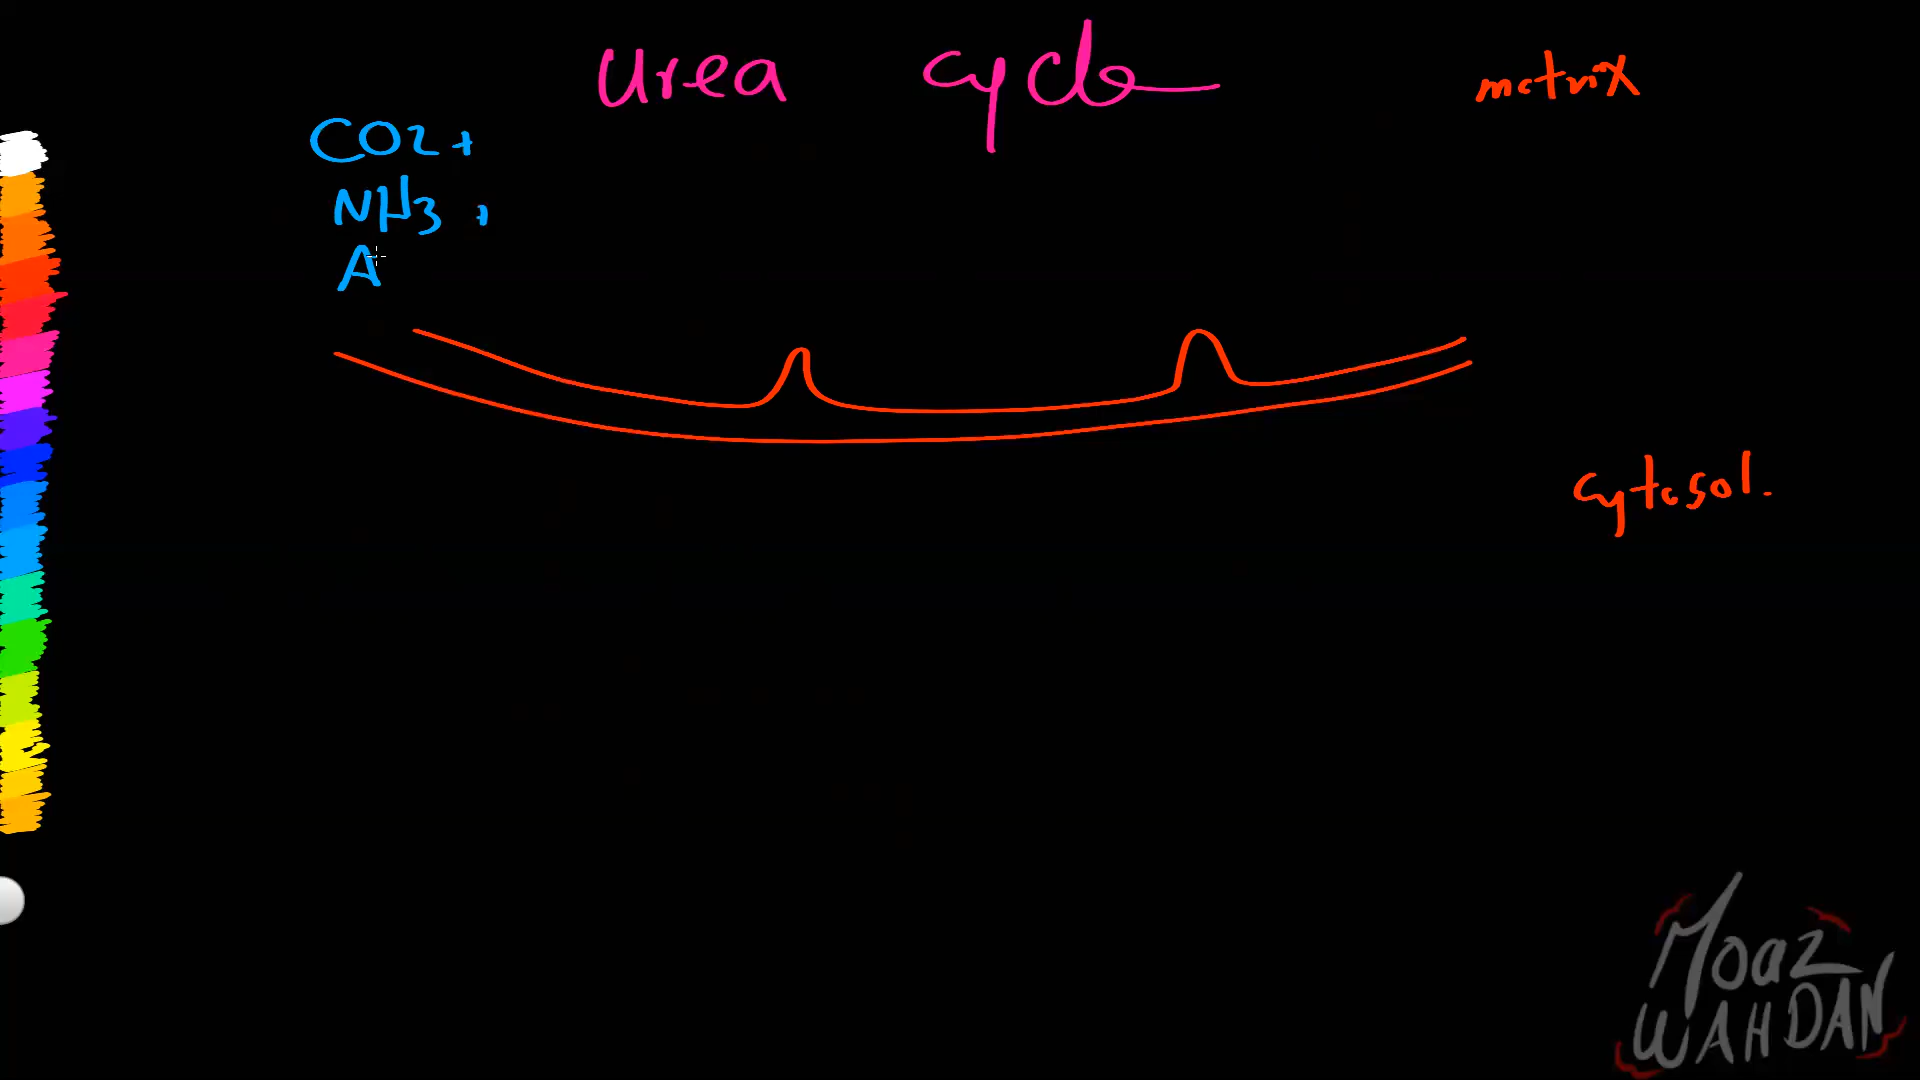 Urea cycle
matrix
CO2 +
NH3 +
A
cytosol.
MOAZ
WAHDAN